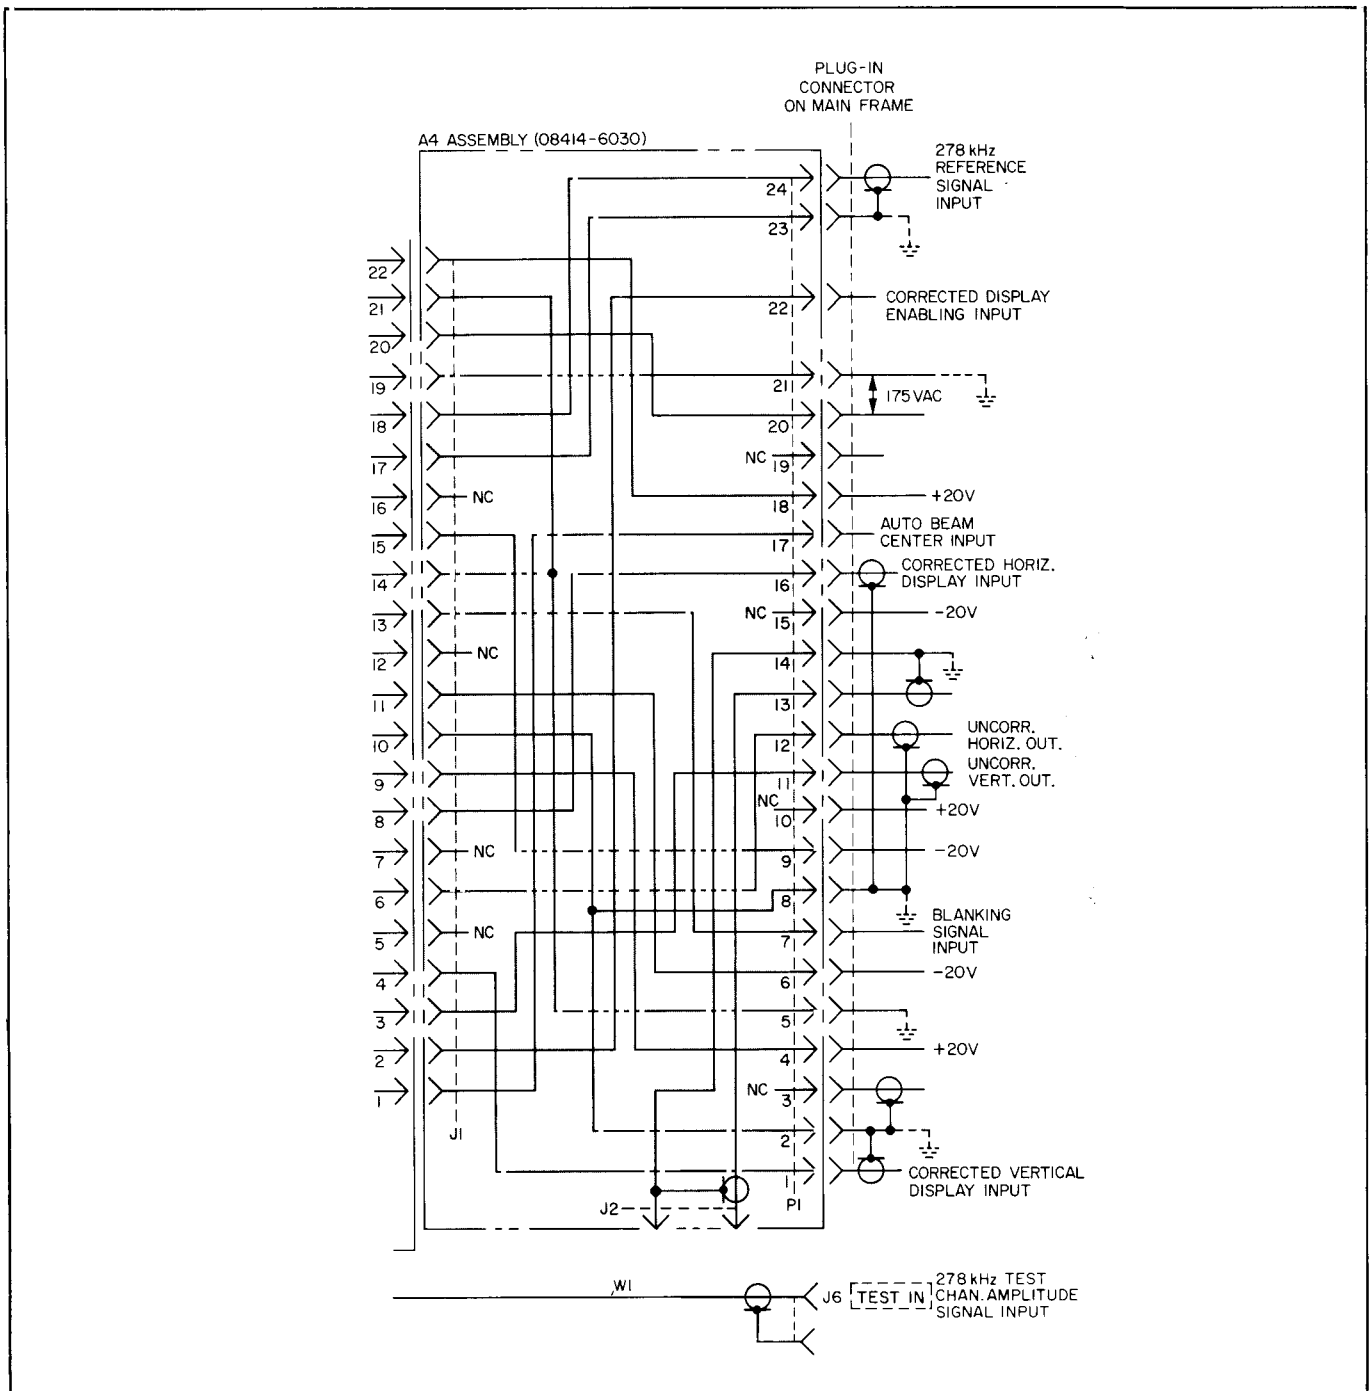 PLUG-IN
CONNECTOR
ON MAIN FRAME
A4 ASSEMBLY (08414-6030)
24
278 kHz
REFERENCE
SIGNAL
INPUT
23
22
21
22
CORRECTED DISPLAY
ENABLING INPUT
20
19
21
175 VAC
18
20
17
NC
19
16
NC
18
+20V
15
17
AUTO BEAM
CENTER INPUT
14
16
CORRECTED HORIZ.
DISPLAY INPUT
13
NC
15
-20V
12
NC
14
11
13
10
12
UNCORR.
HORIZ. OUT.
9
11
UNCORR.
VERT. OUT.
8
NC
10
+20V
7
NC
9
-20V
6
8
5
NC
7
BLANKING
SIGNAL
INPUT
4
6
-20V
3
5
2
4
+20V
1
NC
3
J1
2
1
CORRECTED VERTICAL
DISPLAY INPUT
J2
P1
W1
J6
TEST IN
278 kHz TEST
CHAN. AMPLITUDE
SIGNAL INPUT